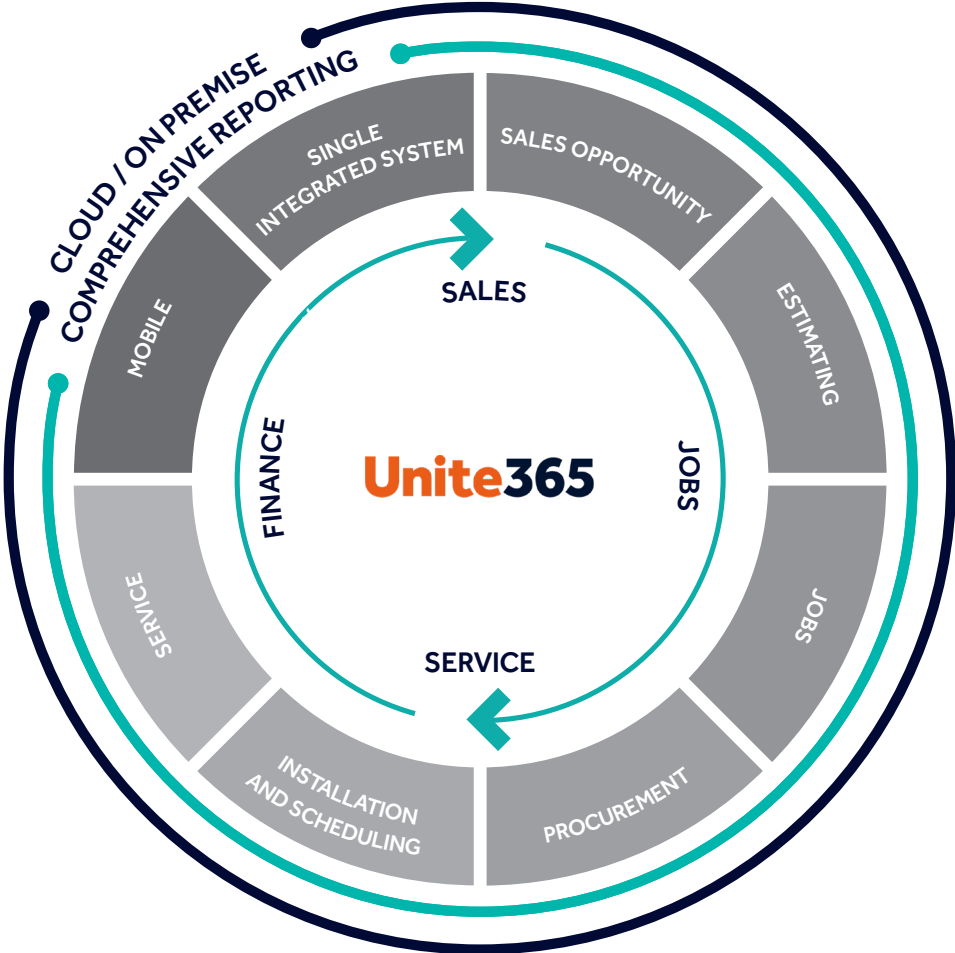 CLOUD / ON PREMISE
COMPREHENSIVE REPORTING
SINGLE
INTEGRATED SYSTEM
SALES OPPORTUNITY
ESTIMATING
JOBS
PROCUREMENT
INSTALLATION
AND SCHEDULING
SERVICE
MOBILE
SALES
JOBS
SERVICE
FINANCE
Unite365